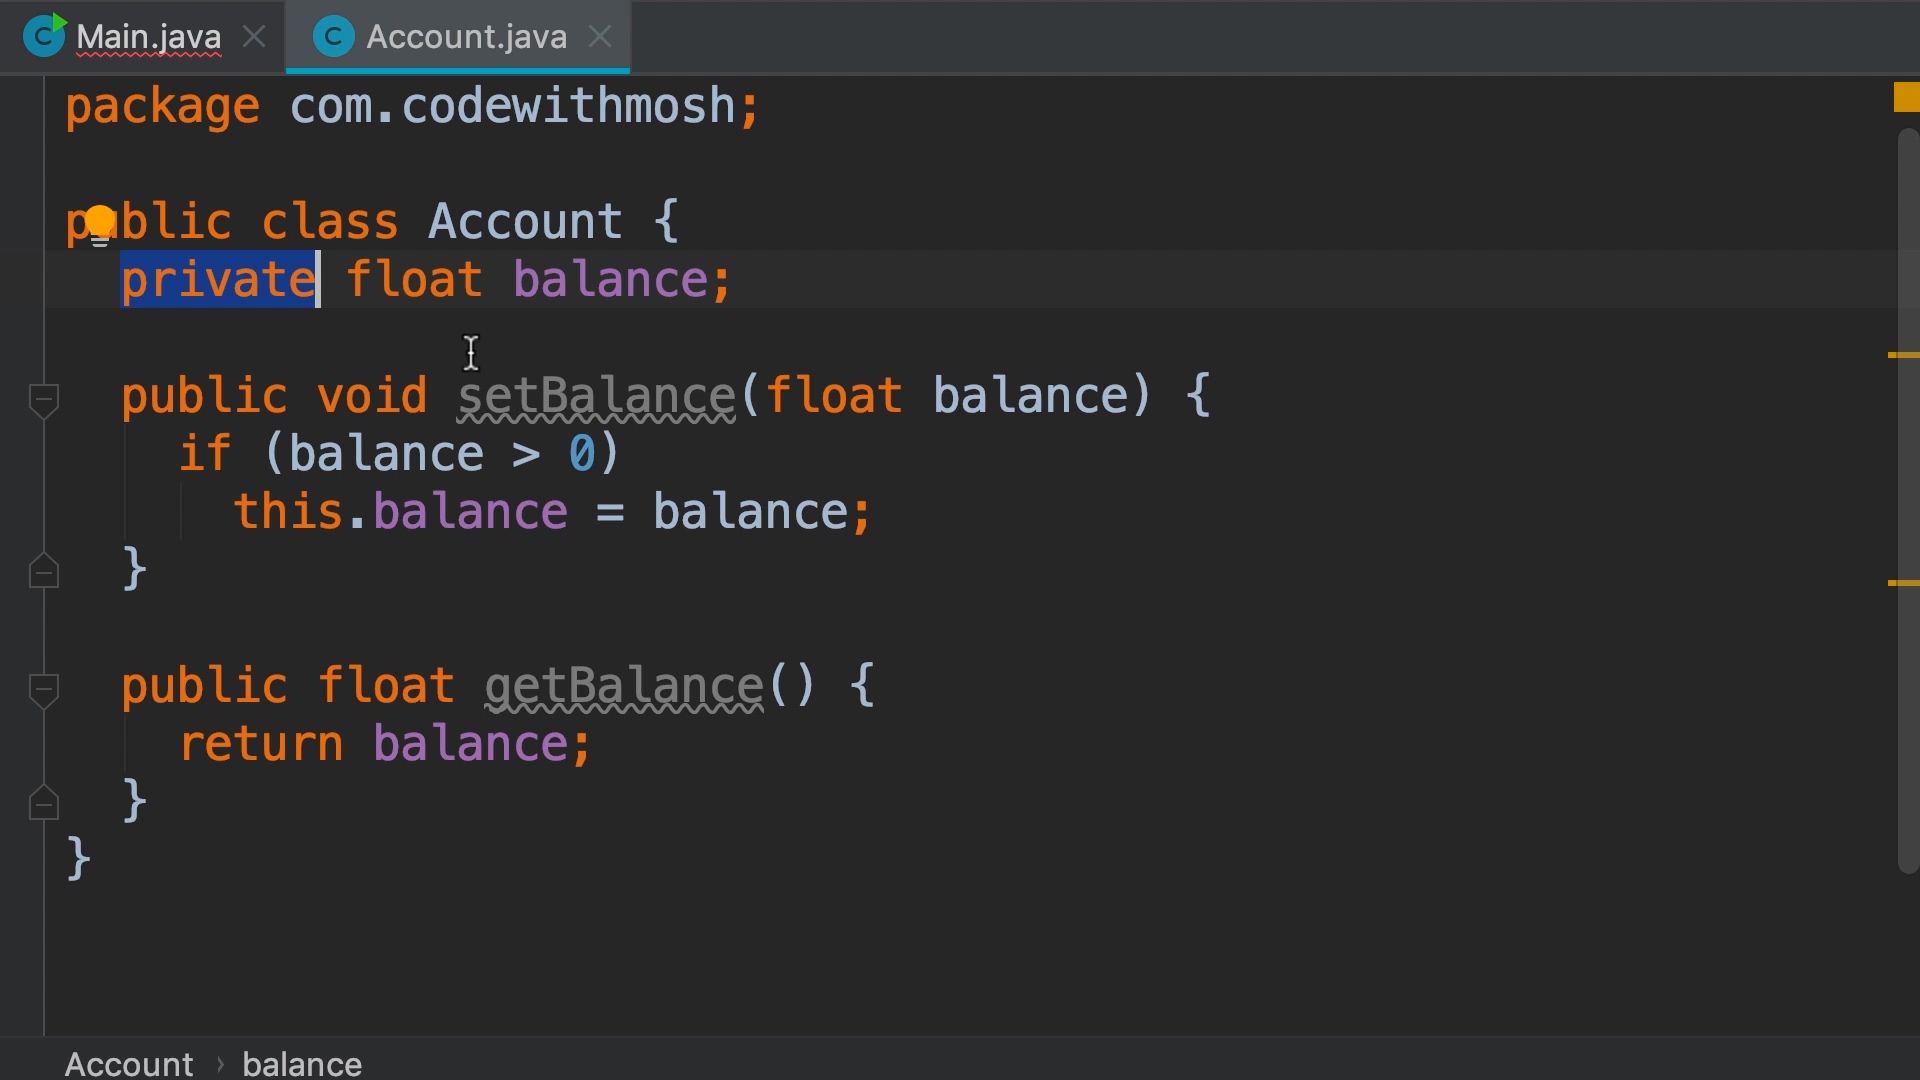 Main.java
Account.java
package com.codewithmosh;
public class Account {
private float balance;
public void setBalance(float balance) {
if (balance > 0)
this.balance = balance;
}
public float getBalance() {
return balance;
}
}
Account › balance